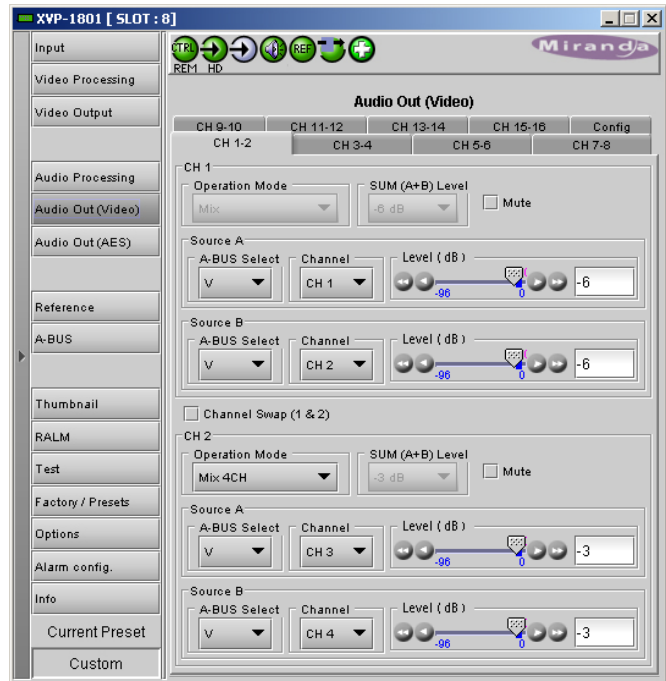 XVP-1801 [ SLOT : 8]
Input
Video Processing
Video Output
Audio Processing
Audio Out (Video)
Audio Out (AES)
Reference
A-BUS
Thumbnail
RALM
Test
Factory / Presets
Options
Alarm config.
Info
Current Preset
Custom
CTRL REF
REM HD
Miranda
Audio Out (Video)
CH 9-10 CH 11-12 CH 13-14 CH 15-16 Config
CH 1-2 CH 3-4 CH 5-6 CH 7-8
CH 1
Operation Mode SUM (A+B) Level
Mix -6 dB Mute
Source A
A-BUS Select Channel Level ( dB )
V CH 1 -6
-96 0
Source B
A-BUS Select Channel Level ( dB )
V CH 2 -6
-96 0
Channel Swap (1 & 2)
CH 2
Operation Mode SUM (A+B) Level
Mix 4CH -3 dB Mute
Source A
A-BUS Select Channel Level ( dB )
V CH 3 -3
-96 0
Source B
A-BUS Select Channel Level ( dB )
V CH 4 -3
-96 0